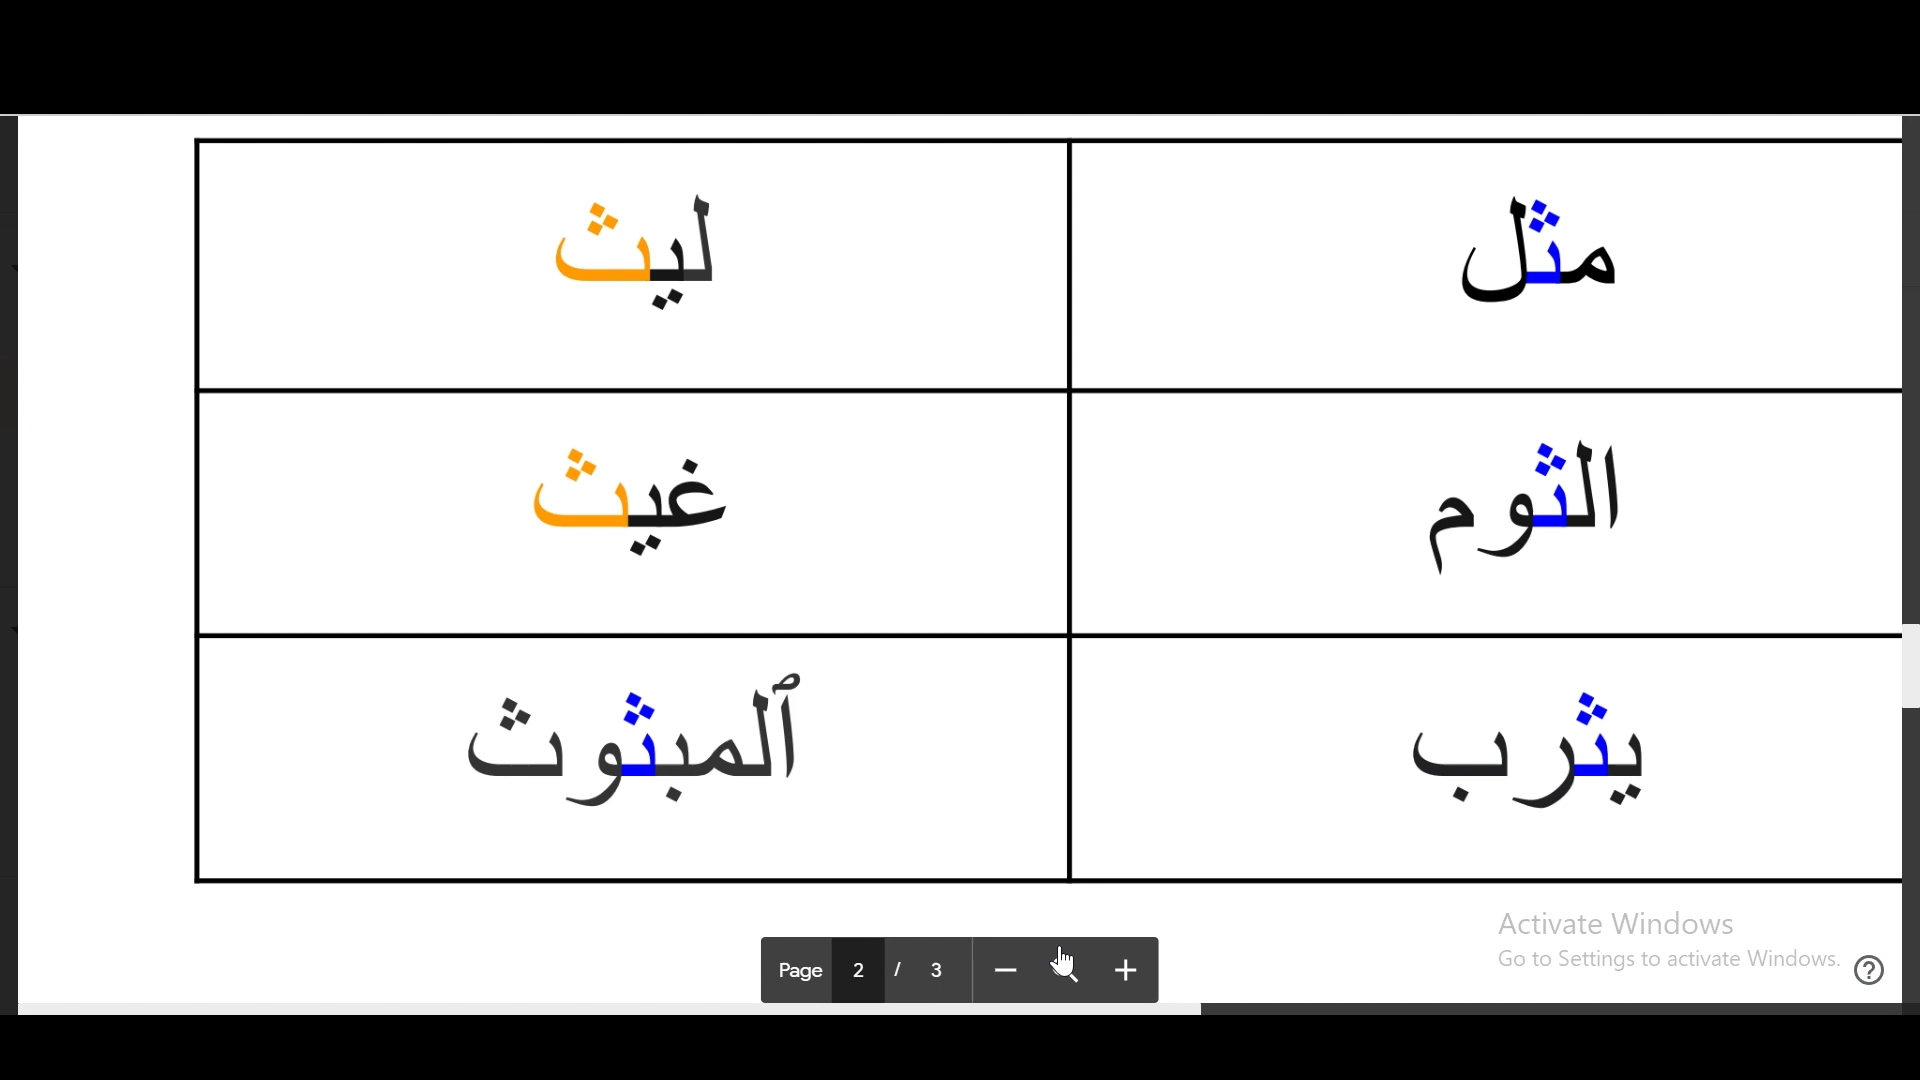 مثل ليث
الثوم غيث
يثرب ٱلمبثوث
Activate Windows
Go to Settings to activate Windows.
Page 2 / 3